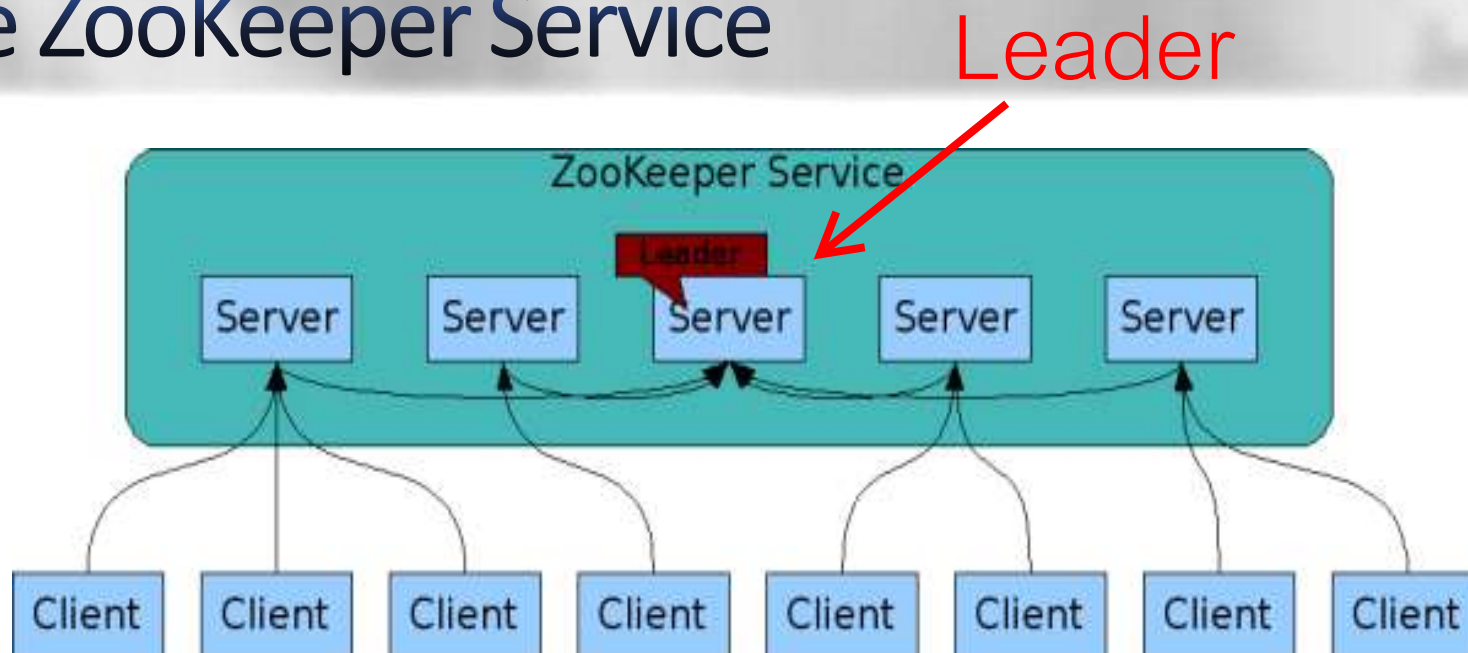 e ZooKeeper Service
Leader
ZooKeeper Service
Leader
Server Server Server Server Server
Client Client Client Client Client Client Client Client